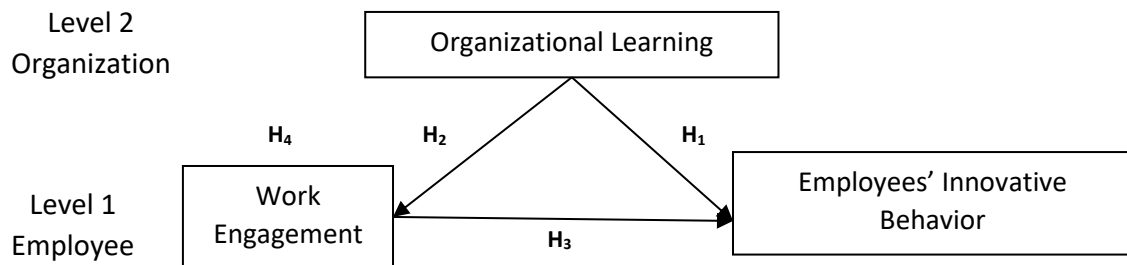 Level 2
Organization
Organizational Learning
H₄
H₂
H₁
Level 1
Employee
Work
Engagement
H₃
Employees’ Innovative
Behavior